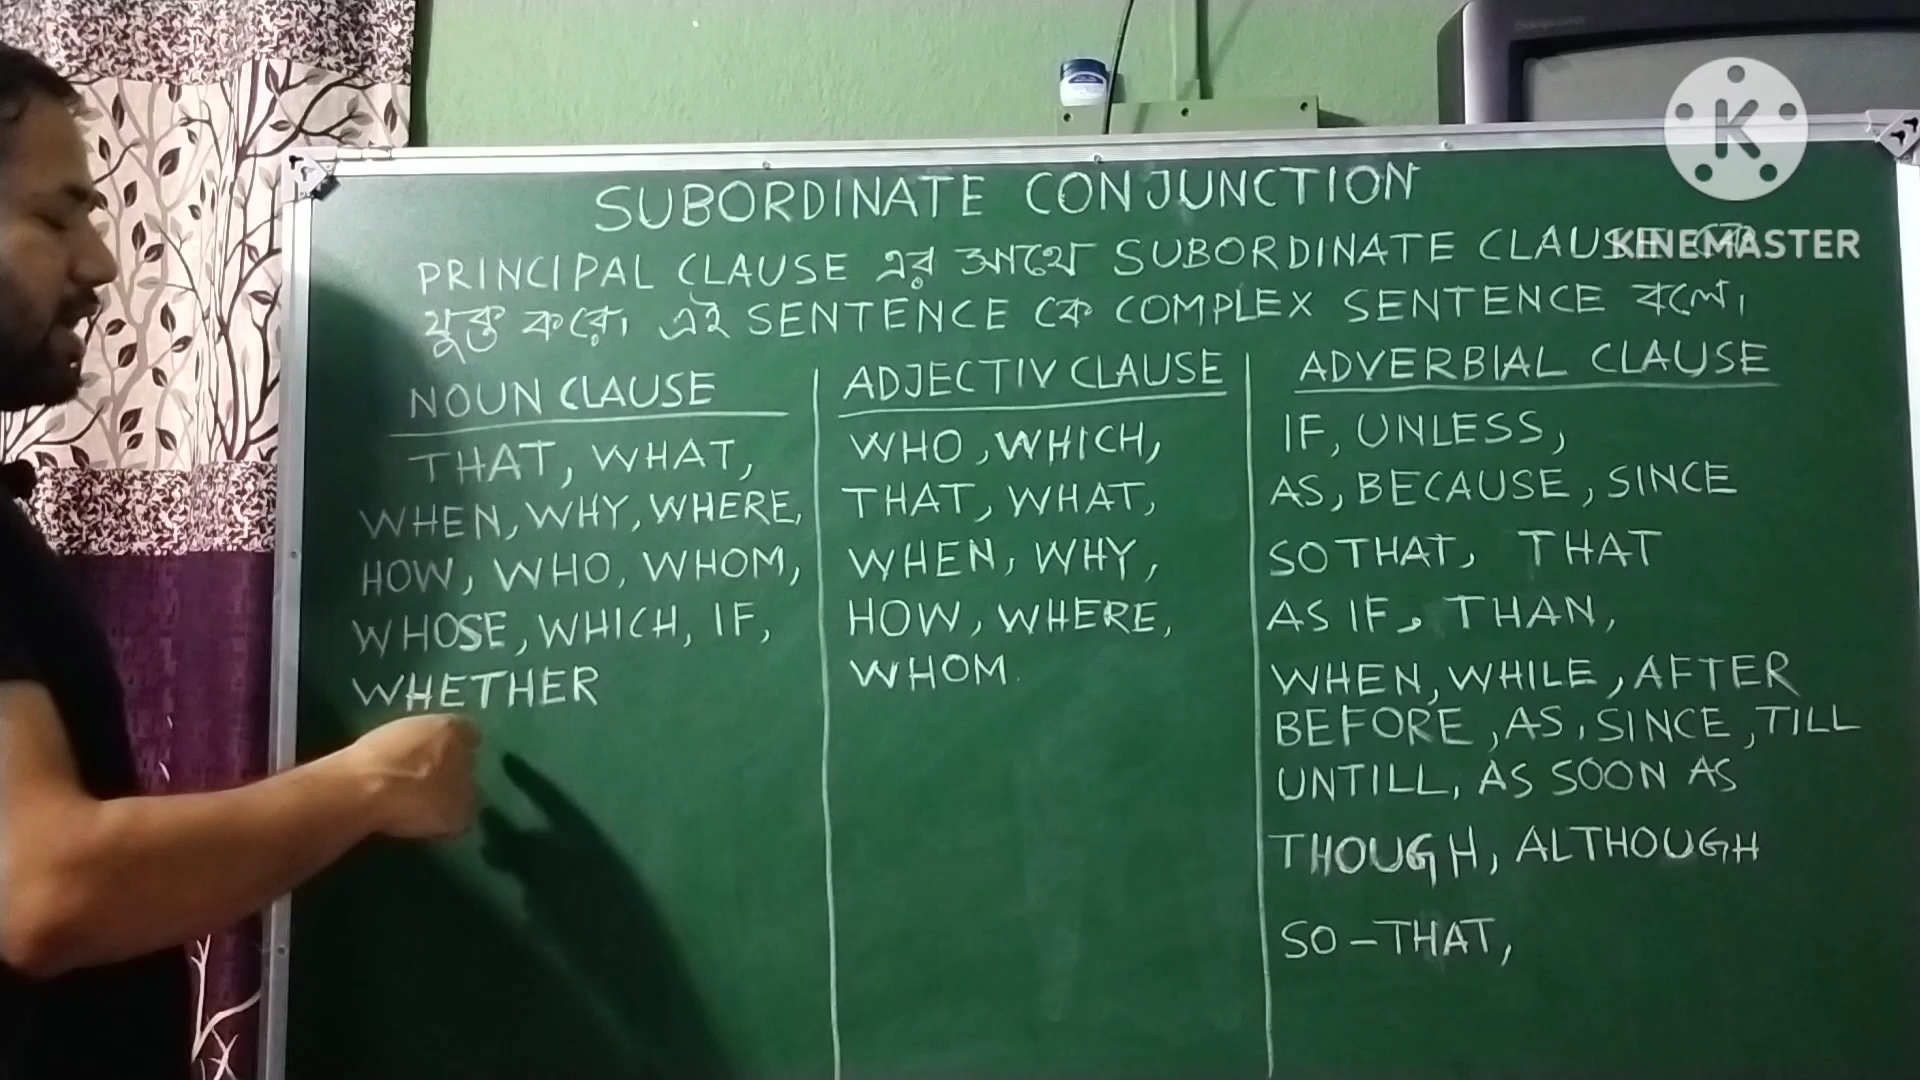 SUBORDINATE CONJUNCTION
PRINCIPAL CLAUSE এর সাথে SUBORDINATE CLAUSE কে
যুক্ত করে। এই SENTENCE কে COMPLEX SENTENCE বলে।
NOUN CLAUSE
THAT, WHAT,
WHEN, WHY, WHERE,
HOW, WHO, WHOM,
WHOSE, WHICH, IF,
WHETHER
ADJECTIV CLAUSE
WHO, WHICH,
THAT, WHAT,
WHEN, WHY,
HOW, WHERE,
WHOM.
ADVERBIAL CLAUSE
IF, UNLESS,
AS, BECAUSE, SINCE
SO THAT, THAT
AS IF, THAN,
WHEN, WHILE, AFTER
BEFORE, AS, SINCE, TILL
UNTILL, AS SOON AS
THOUGH, ALTHOUGH
SO – THAT,
K
KINEMASTER